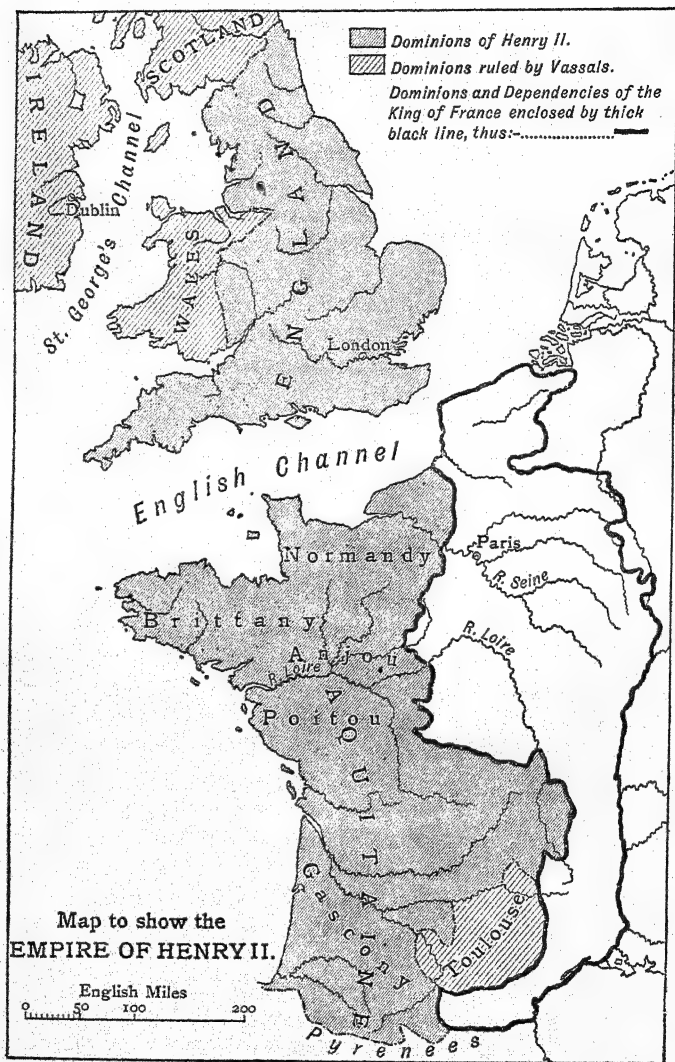 Dominions of Henry II.
Dominions ruled by Vassals.
Dominions and Dependencies of the
King of France enclosed by thick
black line, thus:-......................
SCOTLAND
IRELAND
Dublin
St. George's Channel
WALES
ENGLAND
London
English Channel
Normandy
Paris
R. Seine
Brittany
Anjou
R. Loire
R. Loire
Poitou
AQUITAINE
Gascony
Toulouse
Map to show the
EMPIRE OF HENRY II.
English Miles
0 50 100 200
Pyrenees